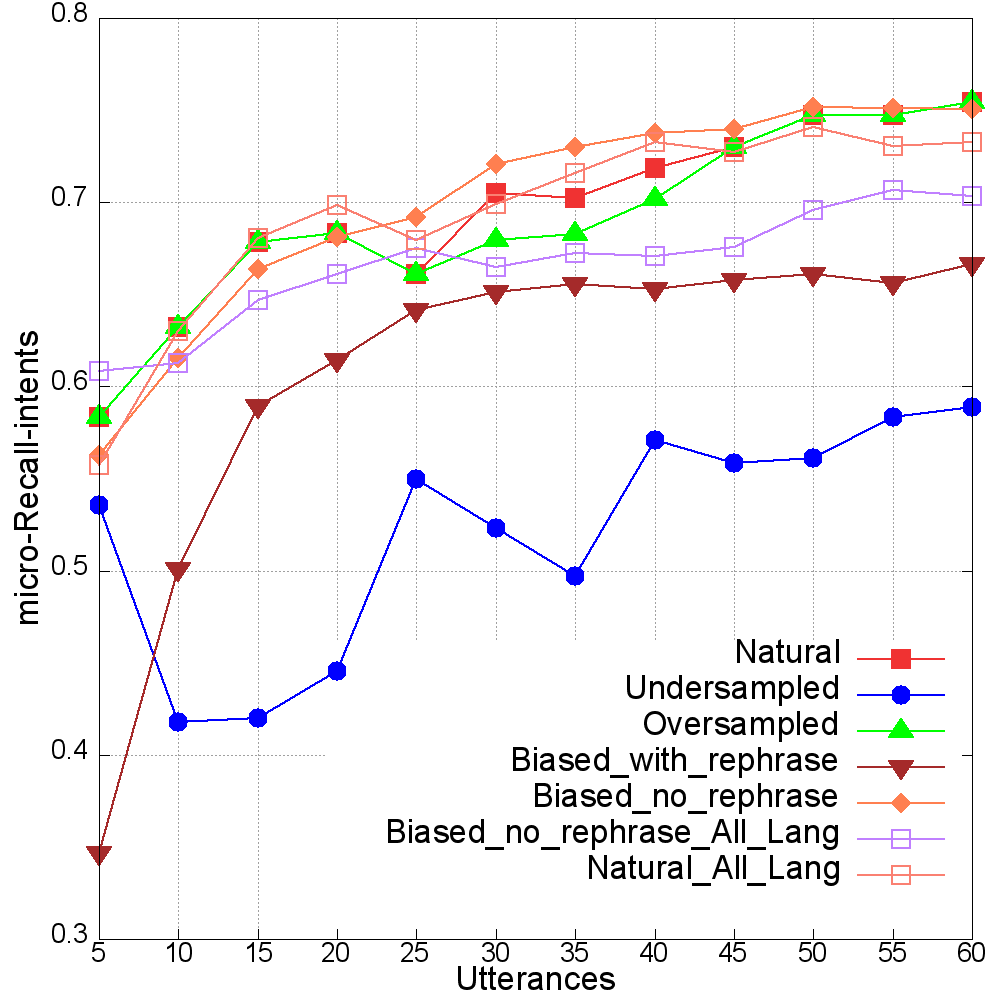 0.8
0.7
0.6
0.5
0.4
0.3
micro-Recall-intents
Natural
Undersampled
Oversampled
Biased_with_rephrase
Biased_no_rephrase
Biased_no_rephrase_All_Lang
Natural_All_Lang
5 10 15 20 25 30 35 40 45 50 55 60
Utterances